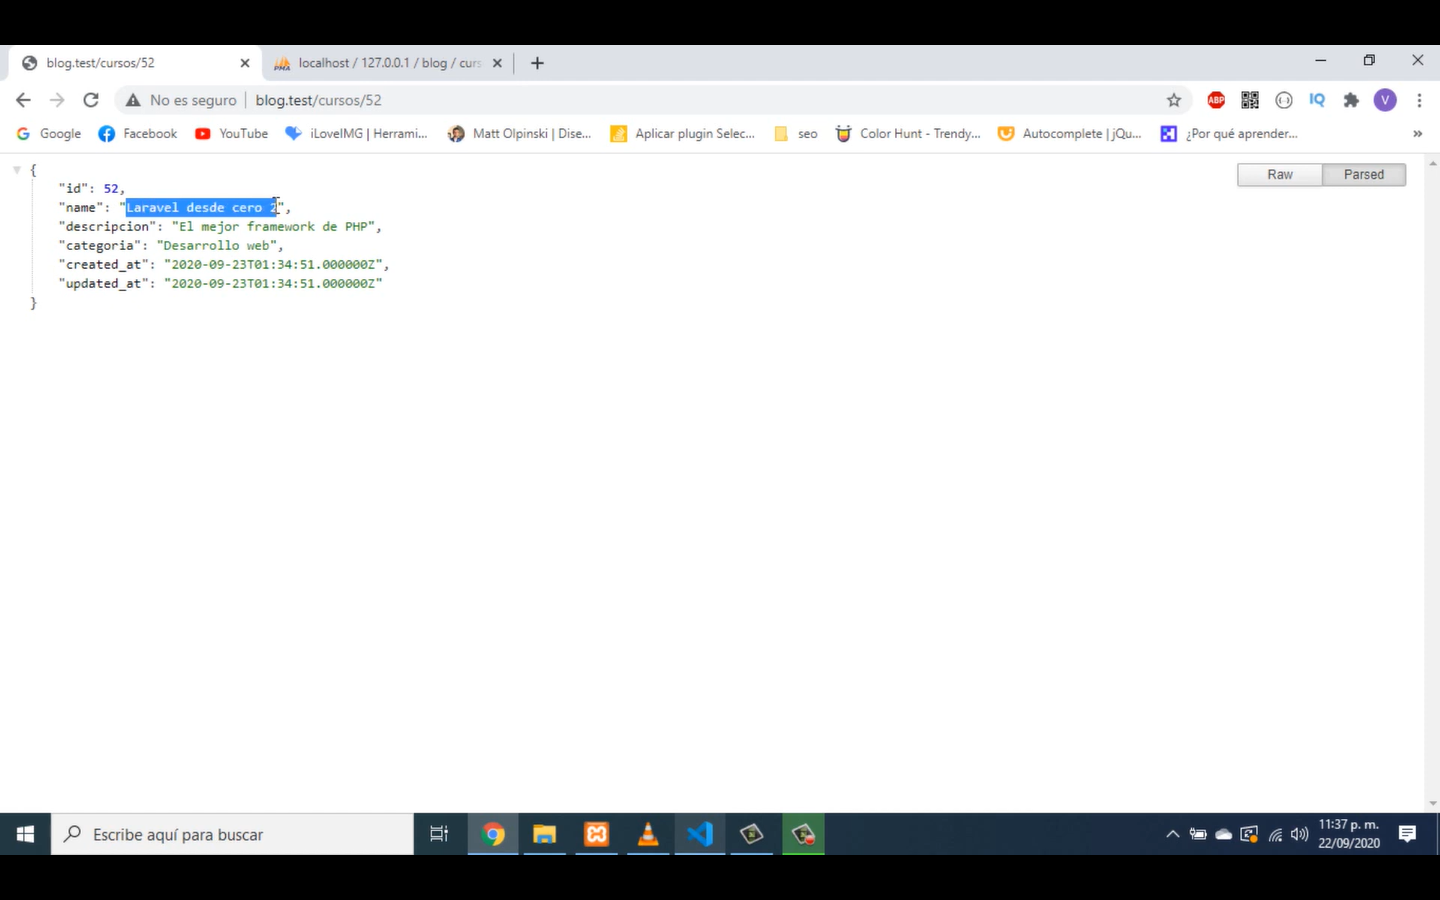 blog.test/cursos/52
localhost / 127.0.0.1 / blog / curs
No es seguro
blog.test/cursos/52
ABP
IQ
V
Google
Facebook
YouTube
iLoveIMG | Herrami...
Matt Olpinski | Dise...
Aplicar plugin Selec...
seo
Color Hunt - Trendy...
Autocomplete | jQu...
¿Por qué aprender...
»
Raw
Parsed
{
"id": 52,
"name": "Laravel desde cero 2",
"descripcion": "El mejor framework de PHP",
"categoria": "Desarrollo web",
"created_at": "2020-09-23T01:34:51.000000Z",
"updated_at": "2020-09-23T01:34:51.000000Z"
}
Escribe aquí para buscar
11:37 p. m.
22/09/2020